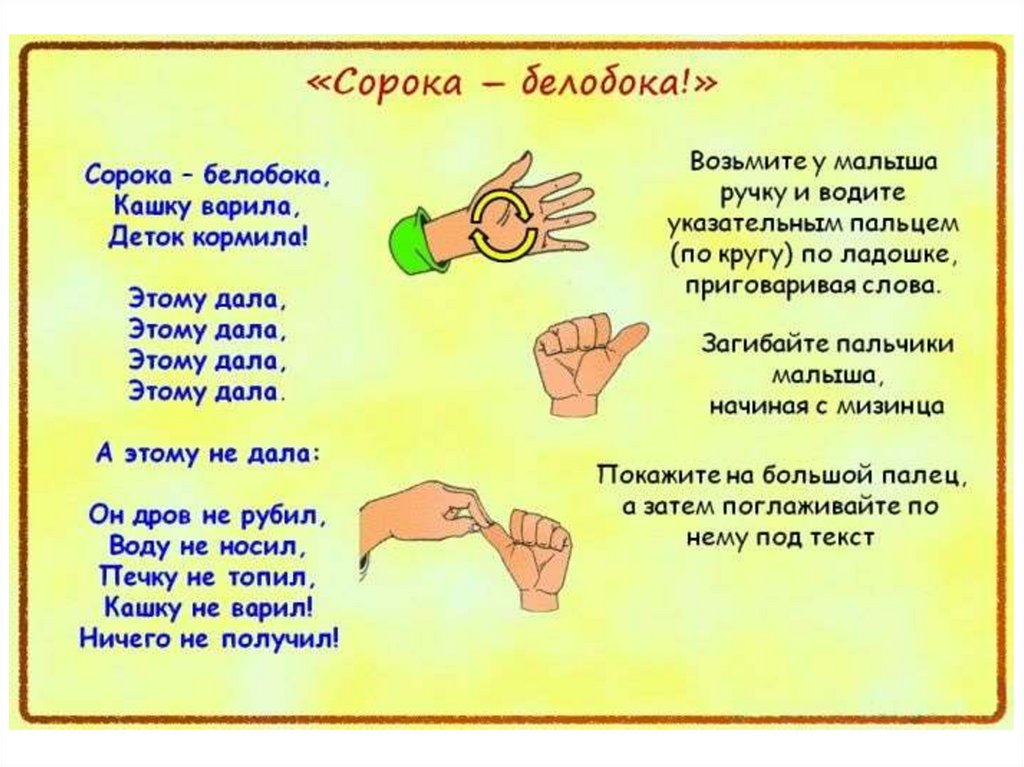 «Сорока – белобока!»
Сорока – белобока,
Кашку варила,
Деток кормила!
Этому дала,
Этому дала,
Этому дала,
Этому дала.
А этому не дала:
Он дров не рубил,
Воду не носил,
Печку не топил,
Кашку не варил!
Ничего не получил!
Возьмите у малыша
ручку и водите
указательным пальцем
(по кругу) по ладошке,
приговаривая слова.
Загибайте пальчики
малыша,
начиная с мизинца
Покажите на большой палец,
а затем поглаживайте по
нему под текст